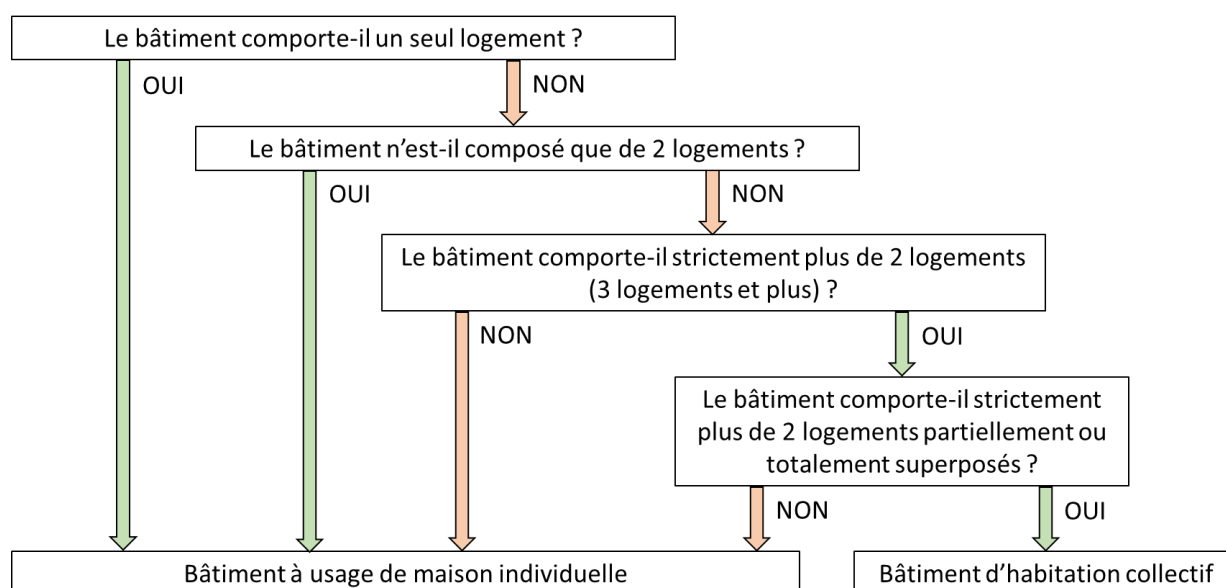 Le bâtiment comporte-il un seul logement ?
OUI
NON
Le bâtiment n'est-il composé que de 2 logements ?
OUI
NON
Le bâtiment comporte-il strictement plus de 2 logements
(3 logements et plus) ?
NON
OUI
Le bâtiment comporte-il strictement
plus de 2 logements partiellement ou
totalement superposés ?
NON
OUI
Bâtiment à usage de maison individuelle
Bâtiment d'habitation collectif